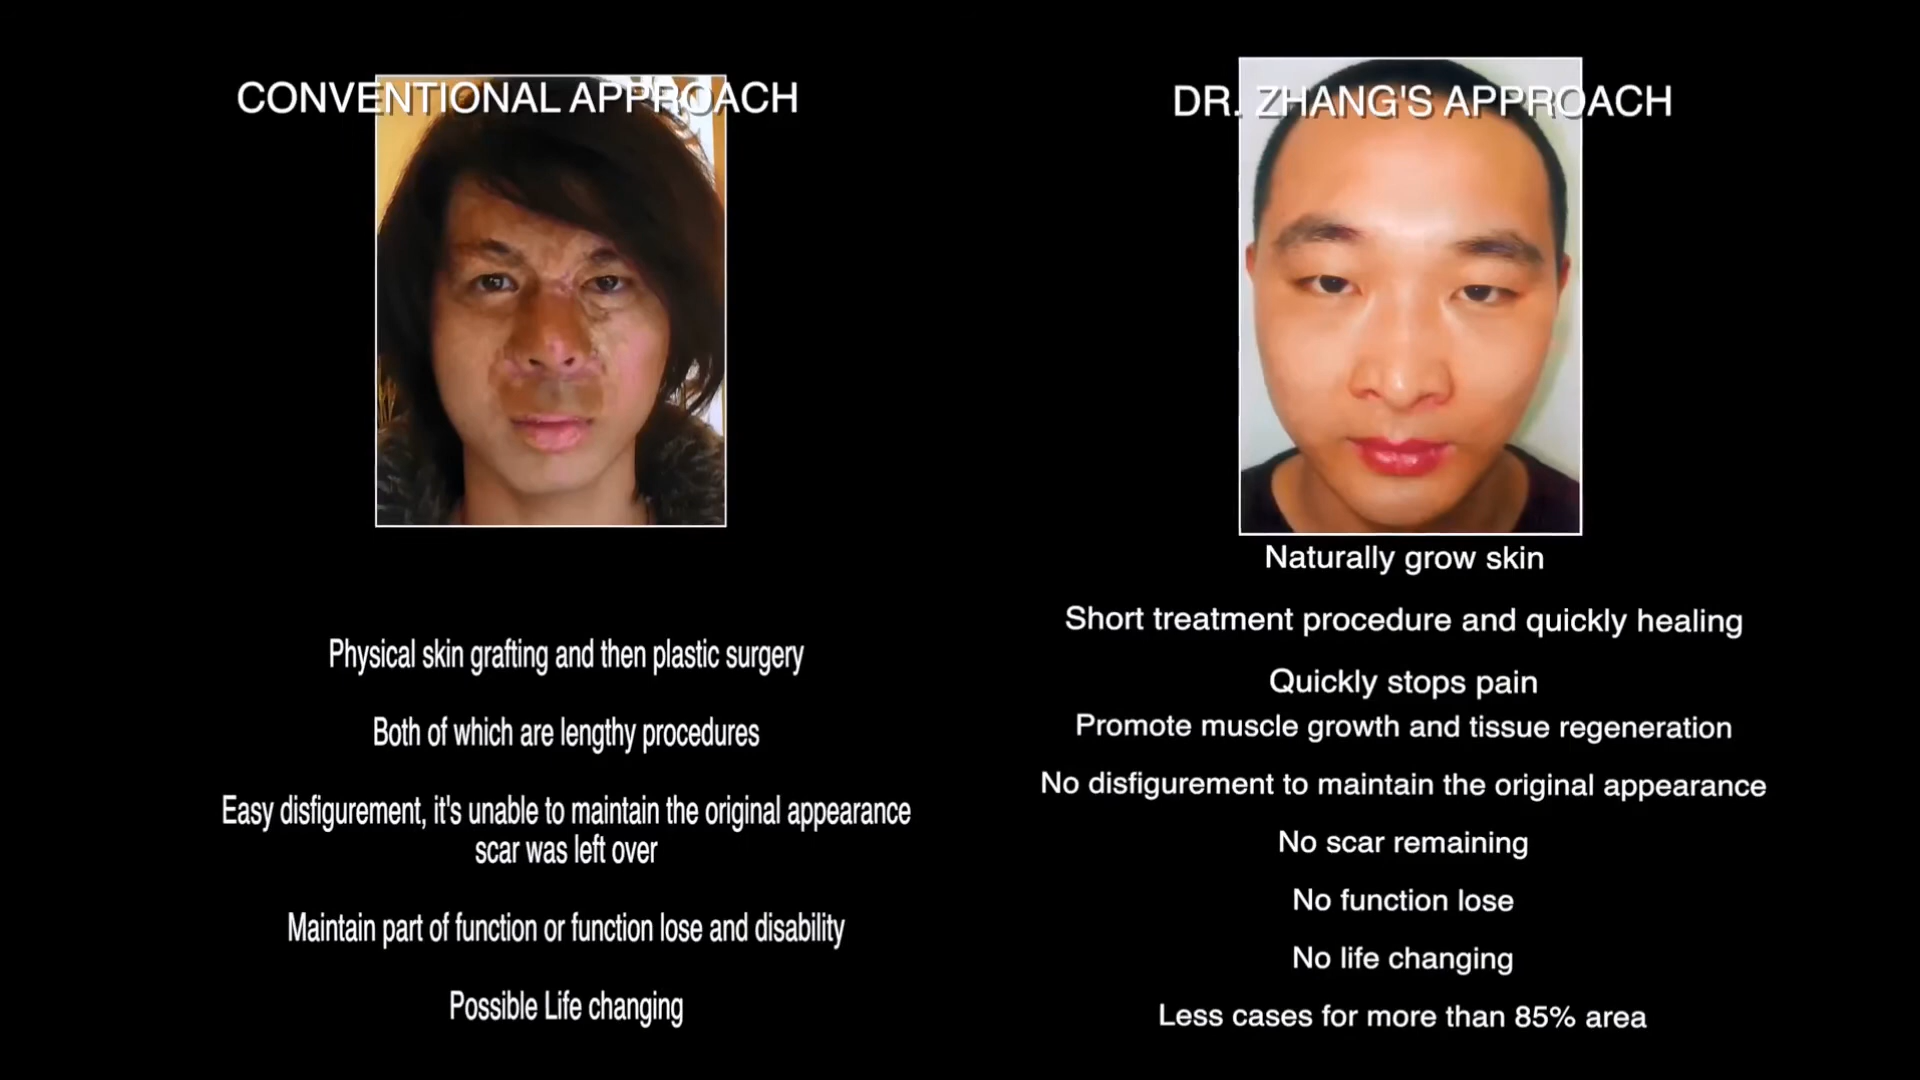 CONVENTIONAL APPROACH
Physical skin grafting and then plastic surgery
Both of which are lengthy procedures
Easy disfigurement, it's unable to maintain the original appearance
scar was left over
Maintain part of function or function lose and disability
Possible Life changing
DR. ZHANG'S APPROACH
Naturally grow skin
Short treatment procedure and quickly healing
Quickly stops pain
Promote muscle growth and tissue regeneration
No disfigurement to maintain the original appearance
No scar remaining
No function lose
No life changing
Less cases for more than 85% area